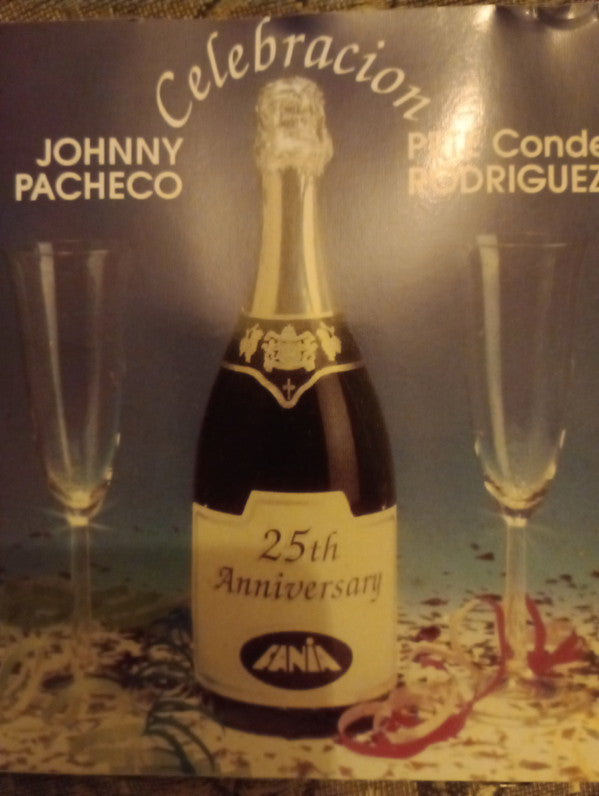 Celebracion
JOHNNY
PACHECO
Conde
RODRIGUEZ
25th
Anniversary
FANIA